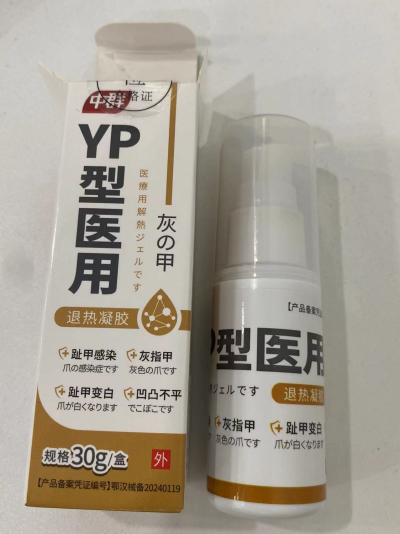 格证
中群
YP
型医用
医療用解熱ジェルです
灰の甲
退热凝胶
趾甲感染
爪の感染症です
灰指甲
灰色の爪です
趾甲变白
爪が白くなります
凹凸不平
でこぼこです
规格30g/盒
外
【产品备案凭证编号】鄂汉械备20240119
【产品备案凭
型医用
ジェルです
退热凝胶
灰指甲
灰色の爪です
趾甲变白
爪が白くなります